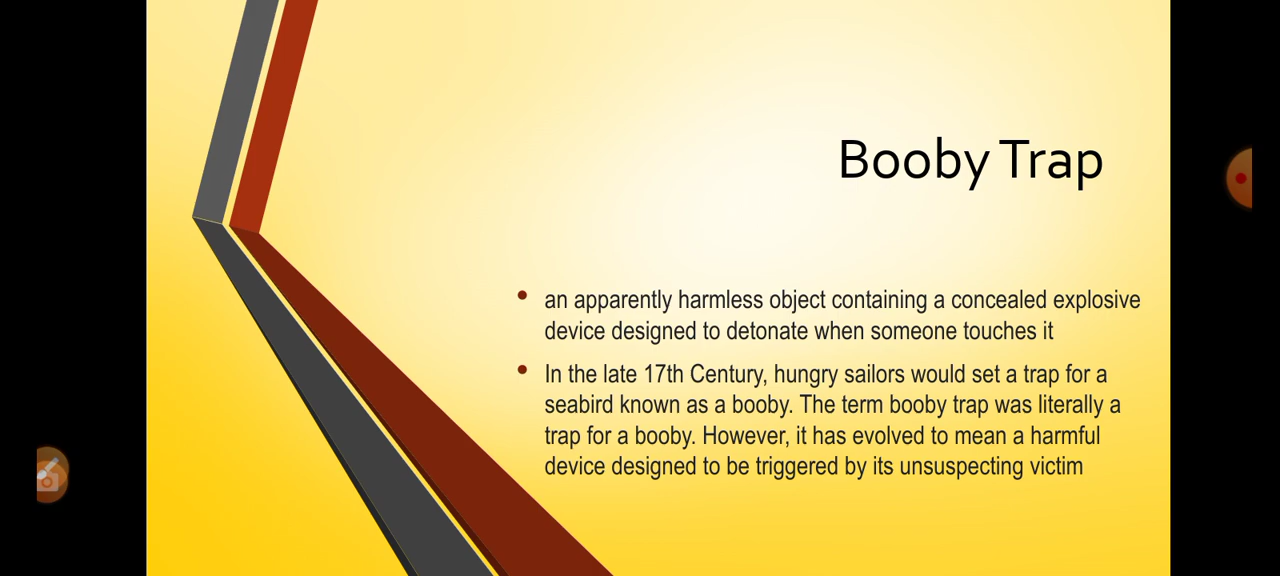 Booby Trap
• an apparently harmless object containing a concealed explosive
device designed to detonate when someone touches it
• In the late 17th Century, hungry sailors would set a trap for a
seabird known as a booby. The term booby trap was literally a
trap for a booby. However, it has evolved to mean a harmful
device designed to be triggered by its unsuspecting victim